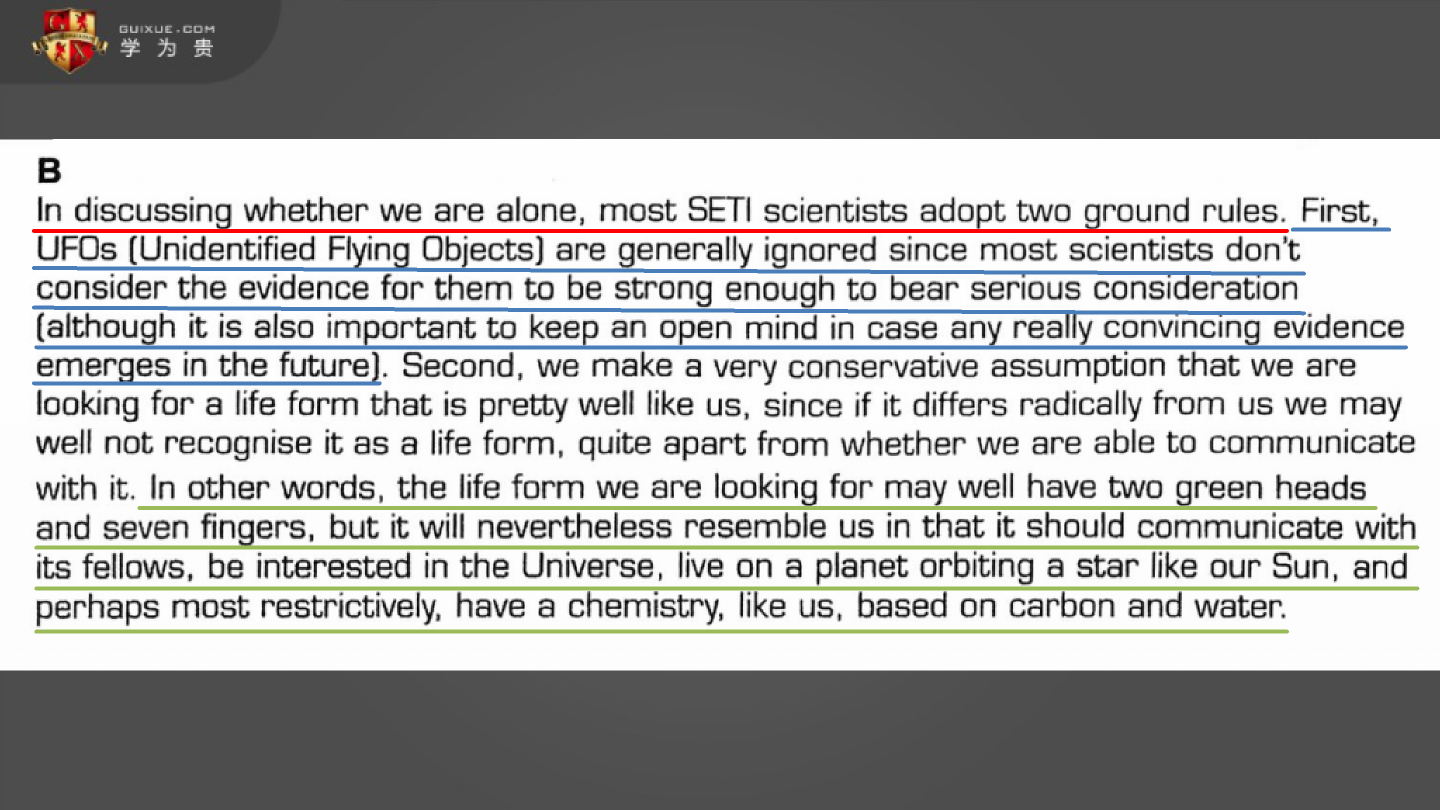 GUIXUE.COM
学为贵
B
In discussing whether we are alone, most SETI scientists adopt two ground rules. First,
UFOs (Unidentified Flying Objects) are generally ignored since most scientists don't
consider the evidence for them to be strong enough to bear serious consideration
(although it is also important to keep an open mind in case any really convincing evidence
emerges in the future). Second, we make a very conservative assumption that we are
looking for a life form that is pretty well like us, since if it differs radically from us we may
well not recognise it as a life form, quite apart from whether we are able to communicate
with it. In other words, the life form we are looking for may well have two green heads
and seven fingers, but it will nevertheless resemble us in that it should communicate with
its fellows, be interested in the Universe, live on a planet orbiting a star like our Sun, and
perhaps most restrictively, have a chemistry, like us, based on carbon and water.